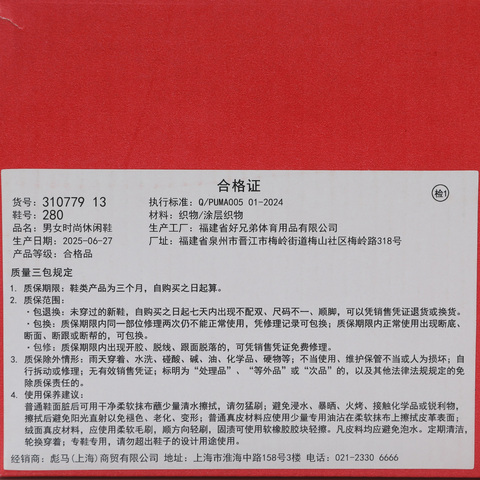 合格证
货号: 310779 13
执行标准: Q/PUMA005 01-2024
检1
鞋号: 280
材料: 织物/涂层织物
品名: 男女时尚休闲鞋
生产工厂: 福建省好兄弟体育用品有限公司
生产日期: 2025-06-27
厂址: 福建省泉州市晋江市梅岭街道梅山社区梅岭路318号
产品等级: 合格品
质量三包规定
1. 质保期限: 鞋类产品为三个月，自购买之日起算。
2. 质保范围:
・包退换: 未穿过的新鞋，自购买之日起七天内出现不配双、尺码不一、顺脚，可以凭销售凭证退货或换货。
・包换: 质保期限内同一部位修理两次仍不能正常使用，凭修理记录可包换; 质保期限内正常使用出现断底、
断面、断跟或断帮的，可包换。
・包修: 质保期限内出现开胶、脱线、跟面脱落的，可凭销售凭证免费修理。
3. 质保除外情形: 雨天穿着、水洗、碰酸、碱、油、化学品、硬物等; 不当使用、维护保管不当或人为损坏; 自
行拆动或修理; 无有效销售凭证; 标明为“处理品”、“等外品”或“次品”的，以及其他法律法规规定的免
除质保责任的。
4. 使用保养建议:
普通鞋面脏后可用干净柔软抹布蘸少量清水擦拭，请勿猛刷; 避免浸水、暴晒、火烤、接触化学品或锐利物，
擦拭后避免阳光直射以免褪色、老化、变形; 普通真皮材料应使用少量专用油沾在柔软抹布上擦拭皮革表面;
绒面真皮材料，应使用柔软毛刷，顺方向轻刷，固渍可使用软橡胶块轻擦。凡皮料均应避免泡水。定期清洁，
轮换穿着; 专鞋专用，请勿超出鞋子的设计用途使用。
经销商: 彪马(上海)商贸有限公司 地址: 上海市淮海中路158号3楼 电话: 021-2330 6666